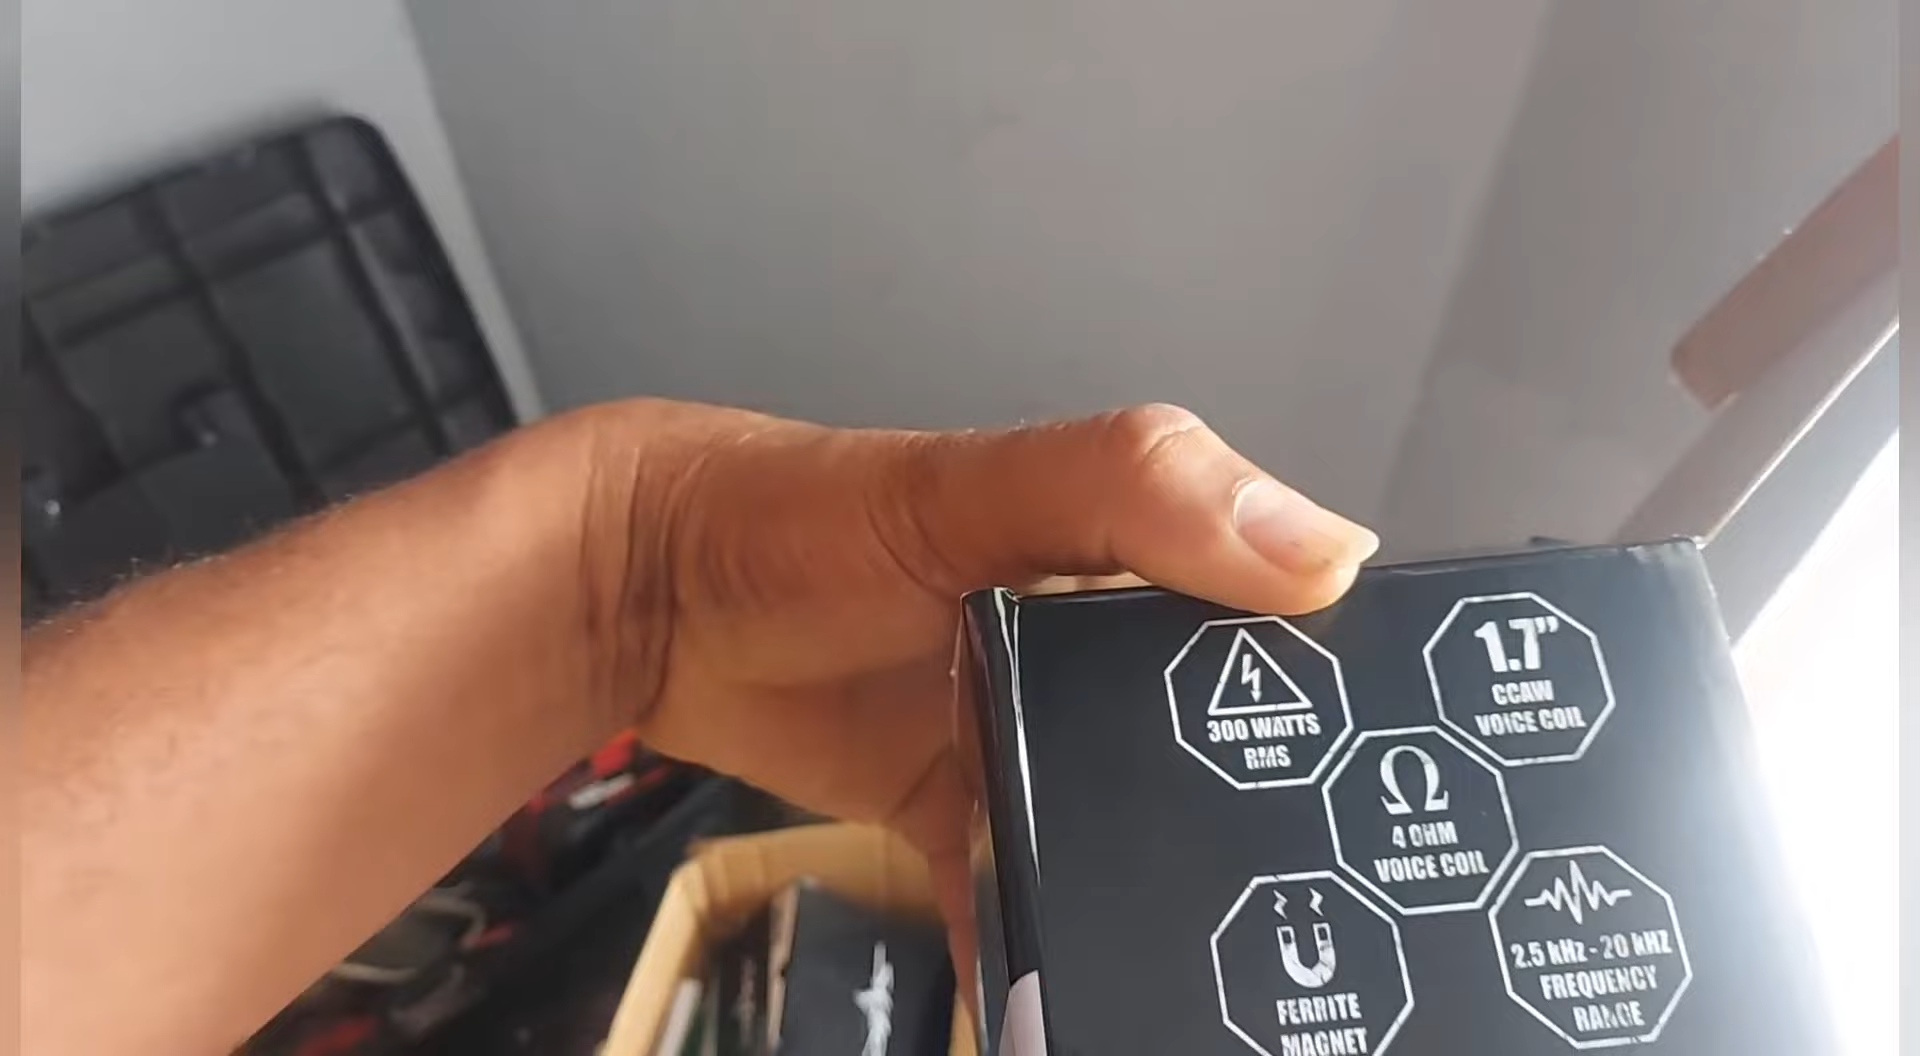 300 WATTS
RMS
1.7"
CCAW
VOICE COIL
Ω
4 OHM
VOICE COIL
FERRITE
MAGNET
2.5 kHz - 20 kHZ
FREQUENCY
RANGE